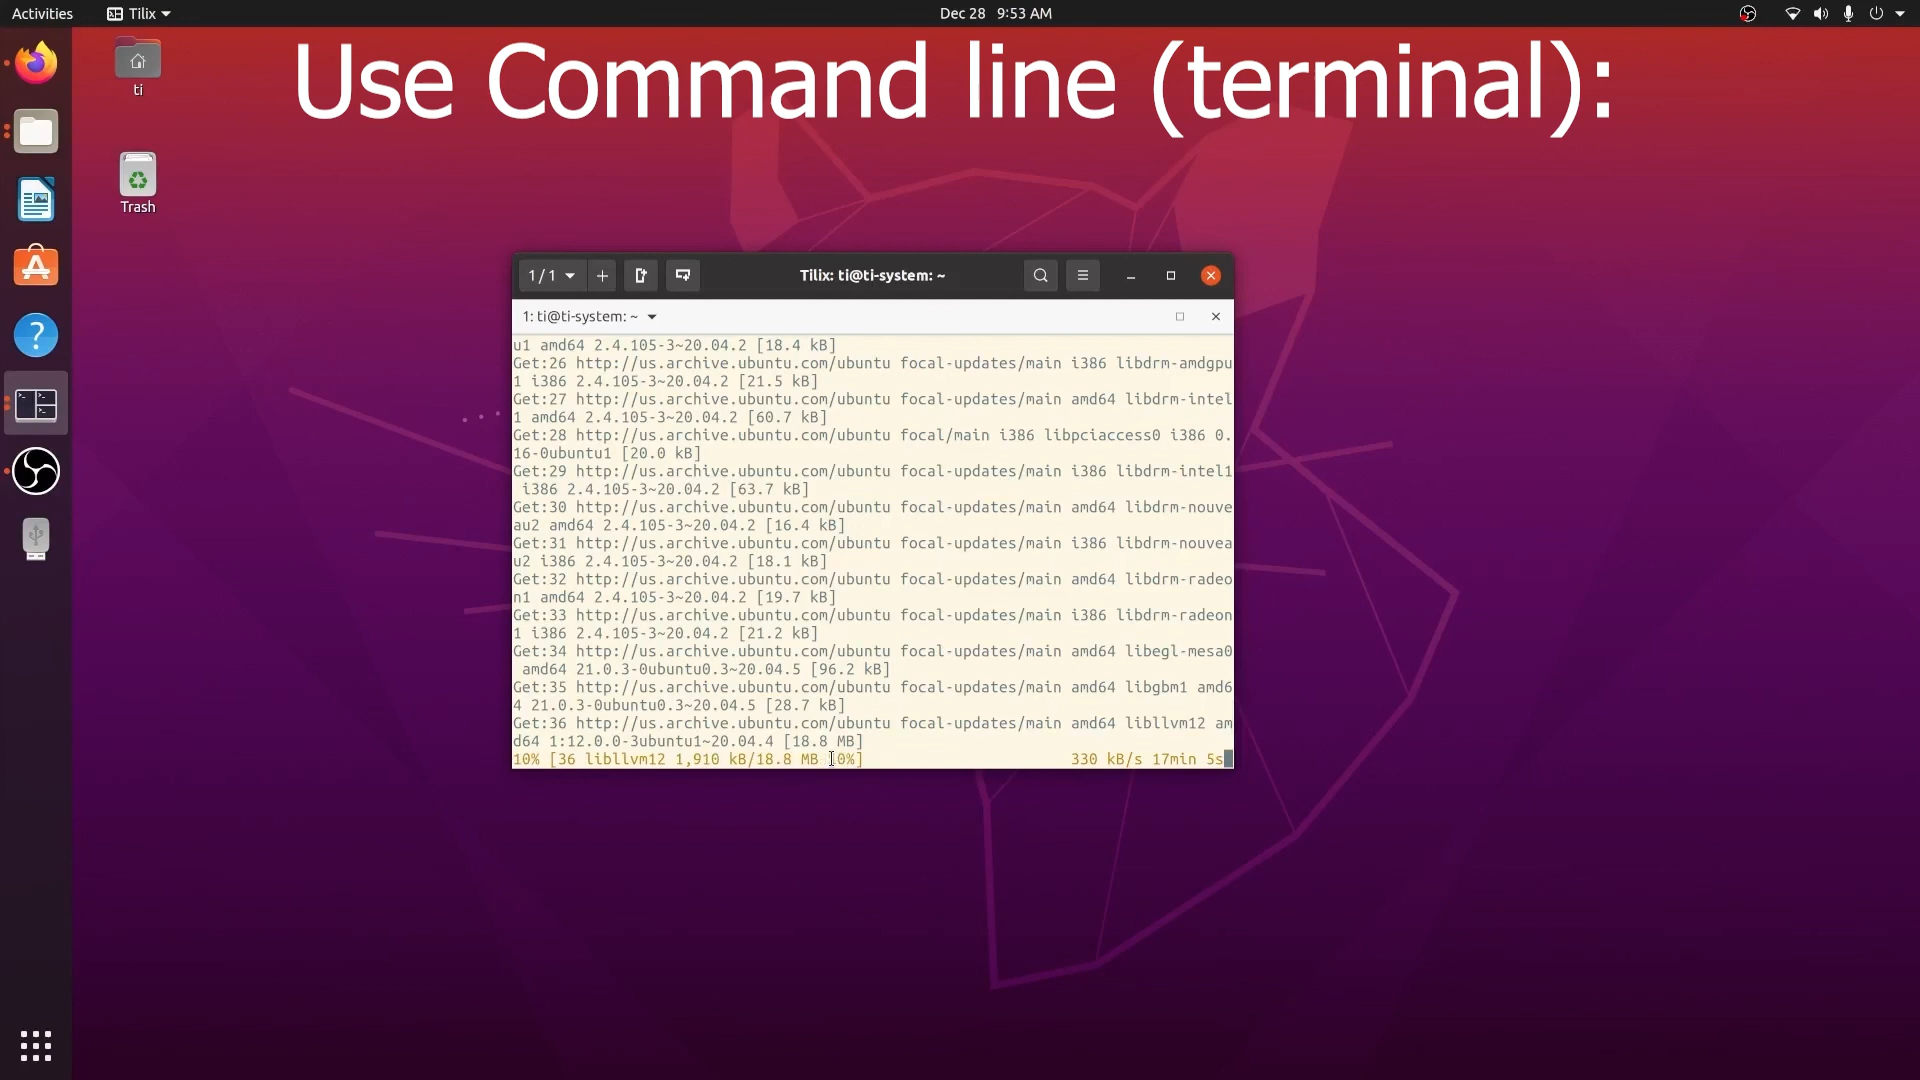 Activities
Tilix
Dec 28 9:53 AM
Use Command line (terminal):
ti
Trash
1 / 1
Tilix: ti@ti-system: ~
1: ti@ti-system: ~
u1 amd64 2.4.105-3~20.04.2 [18.4 kB]
Get:26 http://us.archive.ubuntu.com/ubuntu focal-updates/main i386 libdrm-amdgpu
1 i386 2.4.105-3~20.04.2 [21.5 kB]
Get:27 http://us.archive.ubuntu.com/ubuntu focal-updates/main amd64 libdrm-intel
1 amd64 2.4.105-3~20.04.2 [60.7 kB]
Get:28 http://us.archive.ubuntu.com/ubuntu focal/main i386 libpciaccess0 i386 0.
16-0ubuntu1 [20.0 kB]
Get:29 http://us.archive.ubuntu.com/ubuntu focal-updates/main i386 libdrm-intel1
i386 2.4.105-3~20.04.2 [63.7 kB]
Get:30 http://us.archive.ubuntu.com/ubuntu focal-updates/main amd64 libdrm-nouve
au2 amd64 2.4.105-3~20.04.2 [16.4 kB]
Get:31 http://us.archive.ubuntu.com/ubuntu focal-updates/main i386 libdrm-nouvea
u2 i386 2.4.105-3~20.04.2 [18.1 kB]
Get:32 http://us.archive.ubuntu.com/ubuntu focal-updates/main amd64 libdrm-radeo
n1 amd64 2.4.105-3~20.04.2 [19.7 kB]
Get:33 http://us.archive.ubuntu.com/ubuntu focal-updates/main i386 libdrm-radeon
1 i386 2.4.105-3~20.04.2 [21.2 kB]
Get:34 http://us.archive.ubuntu.com/ubuntu focal-updates/main amd64 libegl-mesa0
amd64 21.0.3-0ubuntu0.3~20.04.5 [96.2 kB]
Get:35 http://us.archive.ubuntu.com/ubuntu focal-updates/main amd64 libgbm1 amd6
4 21.0.3-0ubuntu0.3~20.04.5 [28.7 kB]
Get:36 http://us.archive.ubuntu.com/ubuntu focal-updates/main amd64 libllvm12 am
d64 1:12.0.0-3ubuntu1~20.04.4 [18.8 MB]
10% [36 libllvm12 1,910 kB/18.8 MB 10%] 330 kB/s 17min 5s